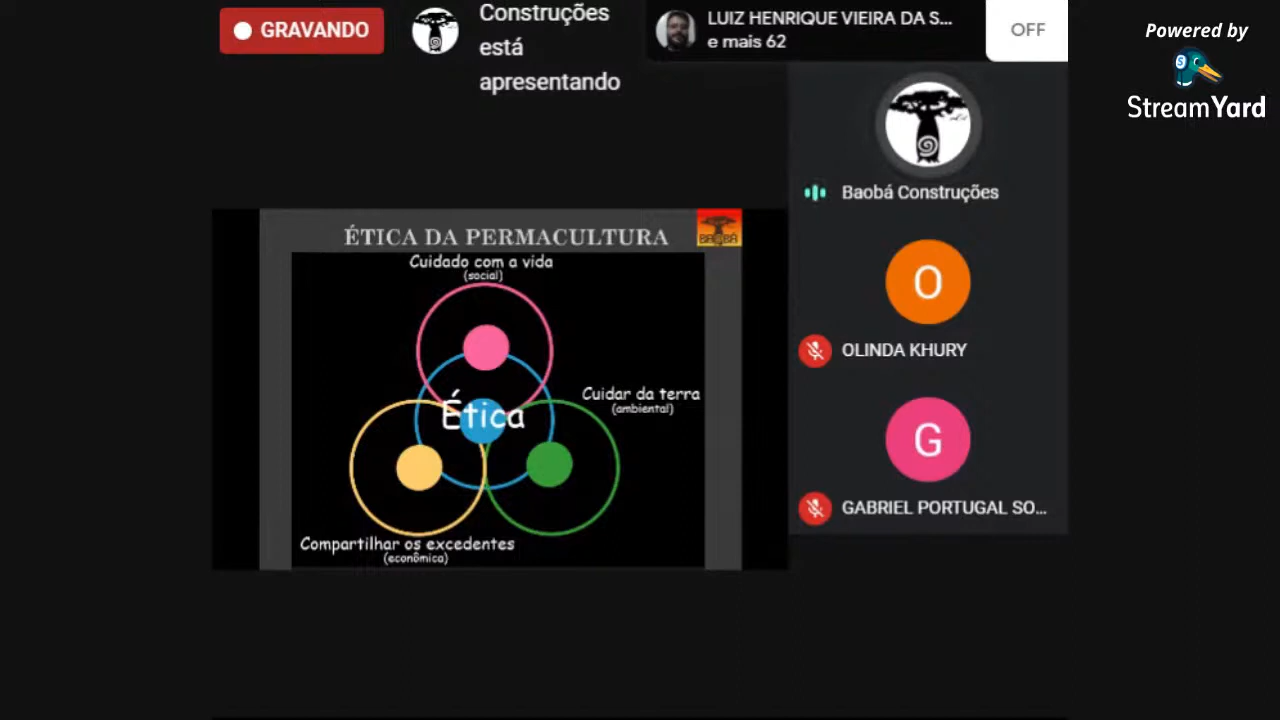 GRAVANDO
Construções
está
apresentando
LUIZ HENRIQUE VIEIRA DA S...
e mais 62
OFF
Powered by
StreamYard
Baobá Construções
OLINDA KHURY
GABRIEL PORTUGAL SO...
ÉTICA DA PERMACULTURA
BAOBÁ
Cuidado com a vida
(social)
Cuidar da terra
(ambiental)
Ética
Compartilhar os excedentes
(econômica)
O
G